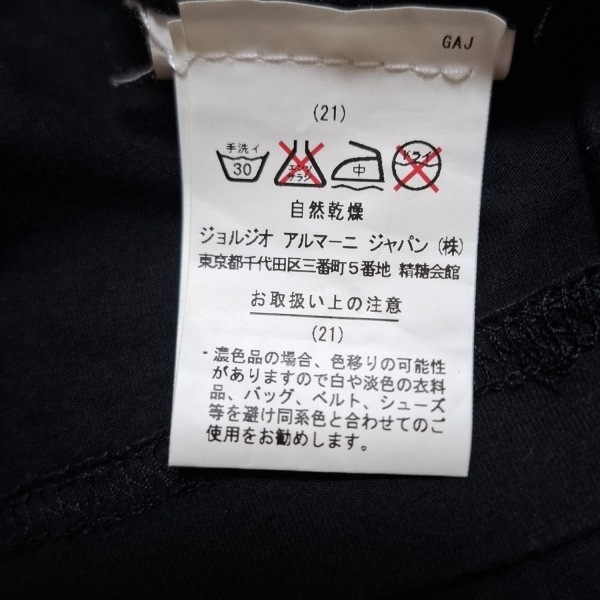 GAJ
(21)
手洗イ
30
エンソ
サラシ
中
ドライ
自然乾燥
ジョルジオ アルマーニ ジャパン (株)
東京都千代田区三番町5番地 精糖会館
お取扱い上の注意
(21)
・濃色品の場合、色移りの可能性
がありますので白や淡色の衣料
品、バッグ、ベルト、シューズ
等を避け同系色と合わせてのご
使用をお勧めします。